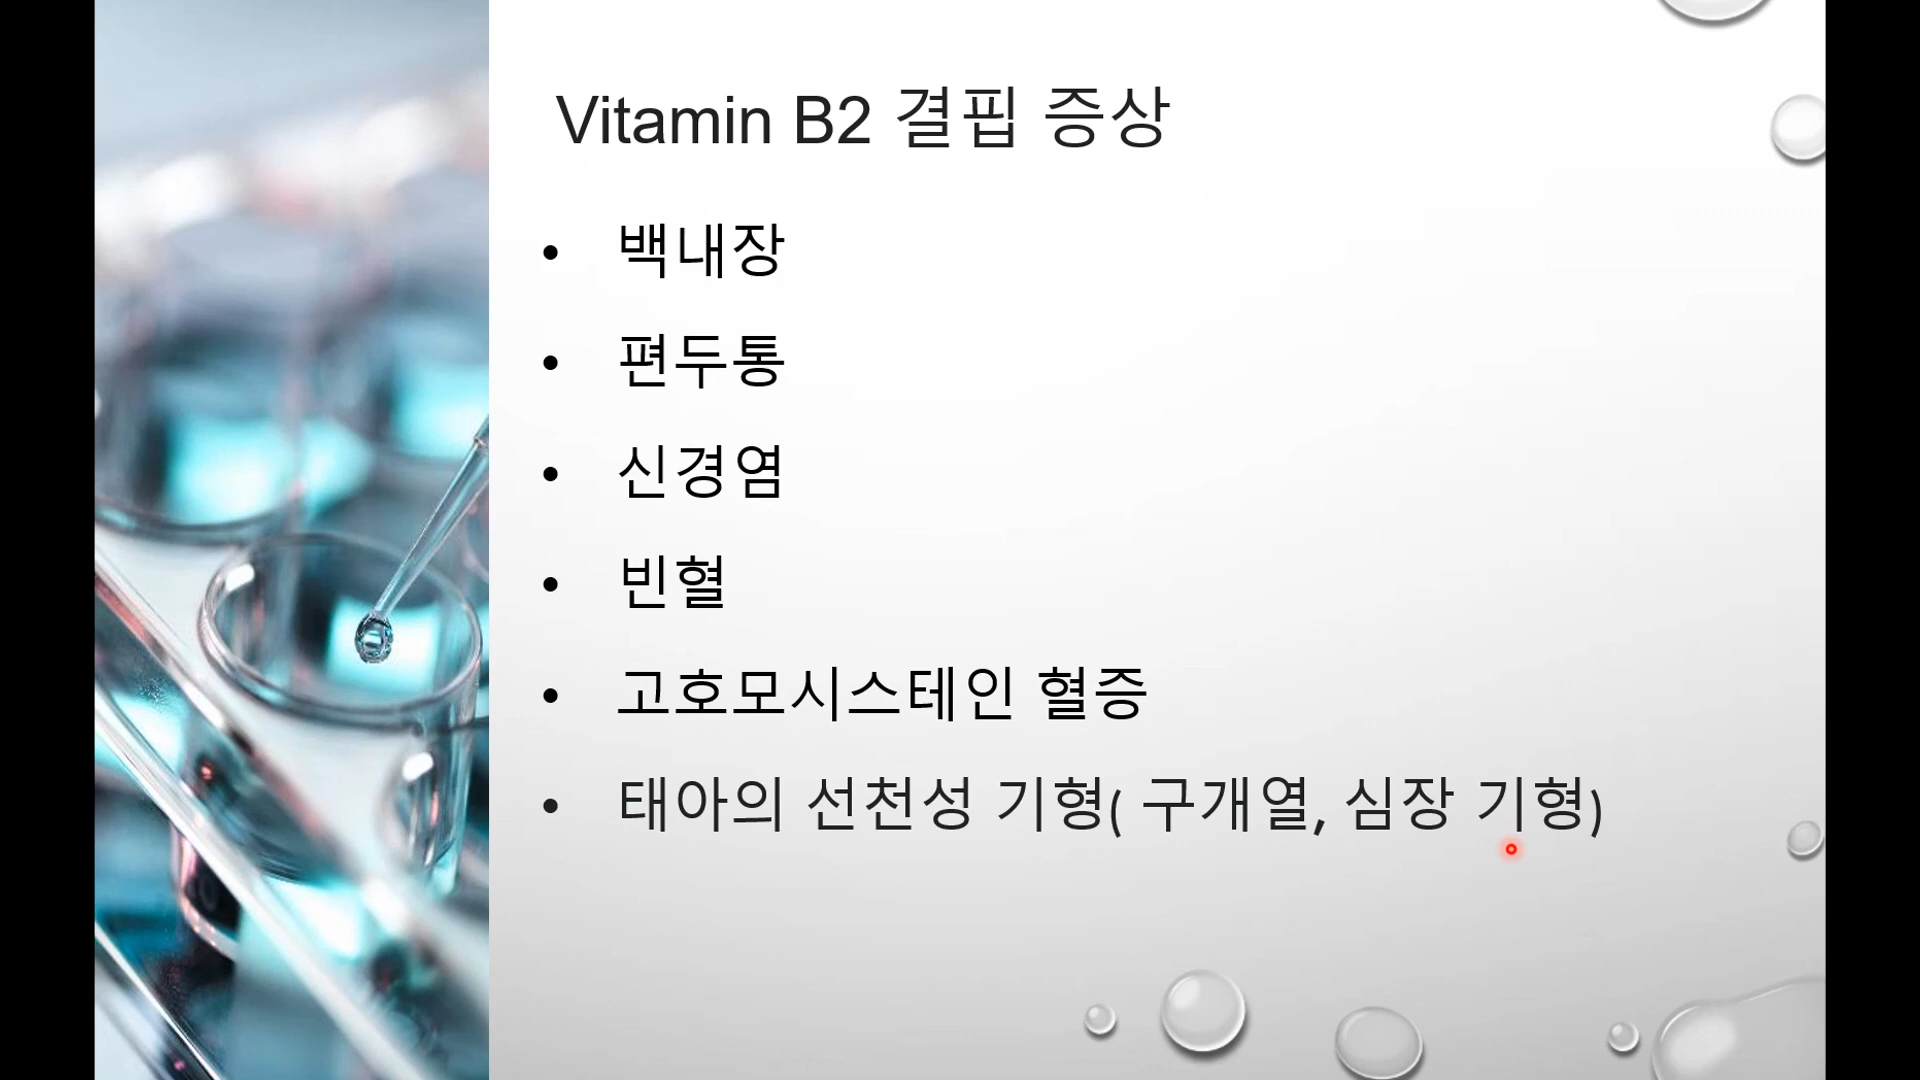 Vitamin B2 결핍 증상
• 백내장
• 편두통
• 신경염
• 빈혈
• 고호모시스테인 혈증
• 태아의 선천성 기형( 구개열, 심장 기형)